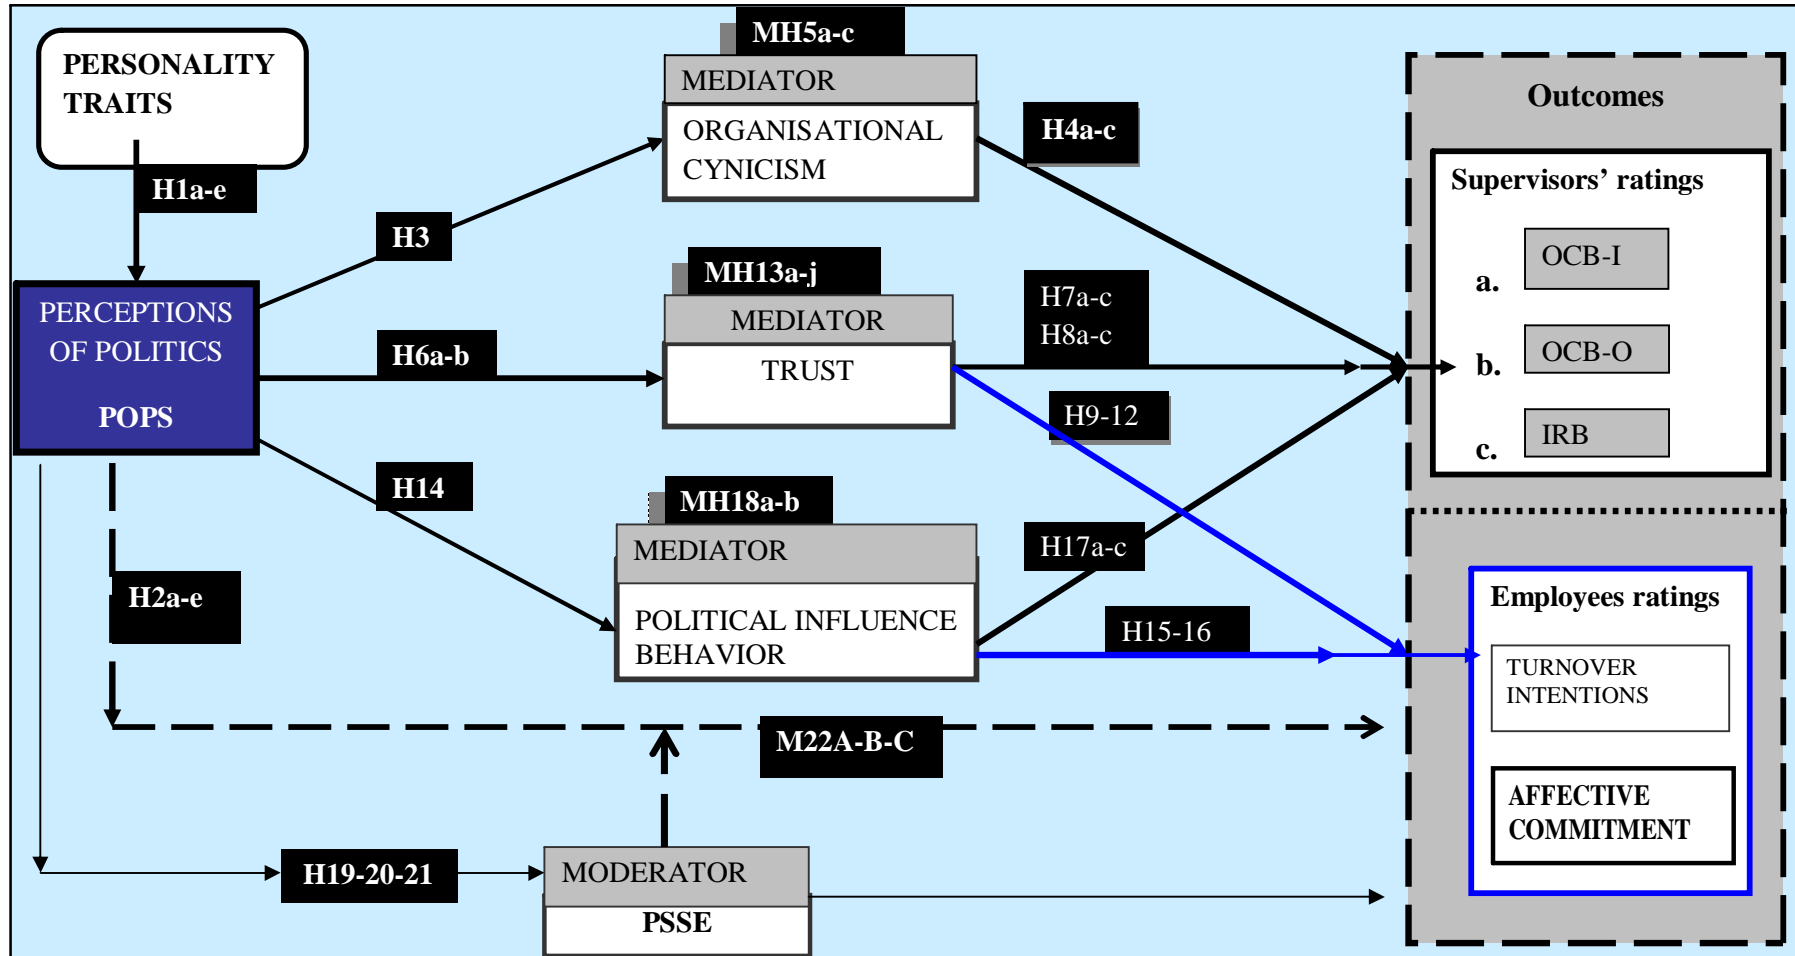 PERSONALITY
TRAITS
H1a-e
PERCEPTIONS
OF POLITICS
POPS
H2a-e
H3
H6a-b
H14
H19-20-21
MH5a-c
MEDIATOR
ORGANISATIONAL
CYNICISM
MH13a-j
MEDIATOR
TRUST
MH18a-b
MEDIATOR
POLITICAL INFLUENCE
BEHAVIOR
M22A-B-C
MODERATOR
PSSE
H4a-c
H7a-c
H8a-c
H9-12
H17a-c
H15-16
Outcomes
Supervisors’ ratings
a. OCB-I
b. OCB-O
c. IRB
Employees ratings
TURNOVER
INTENTIONS
AFFECTIVE
COMMITMENT